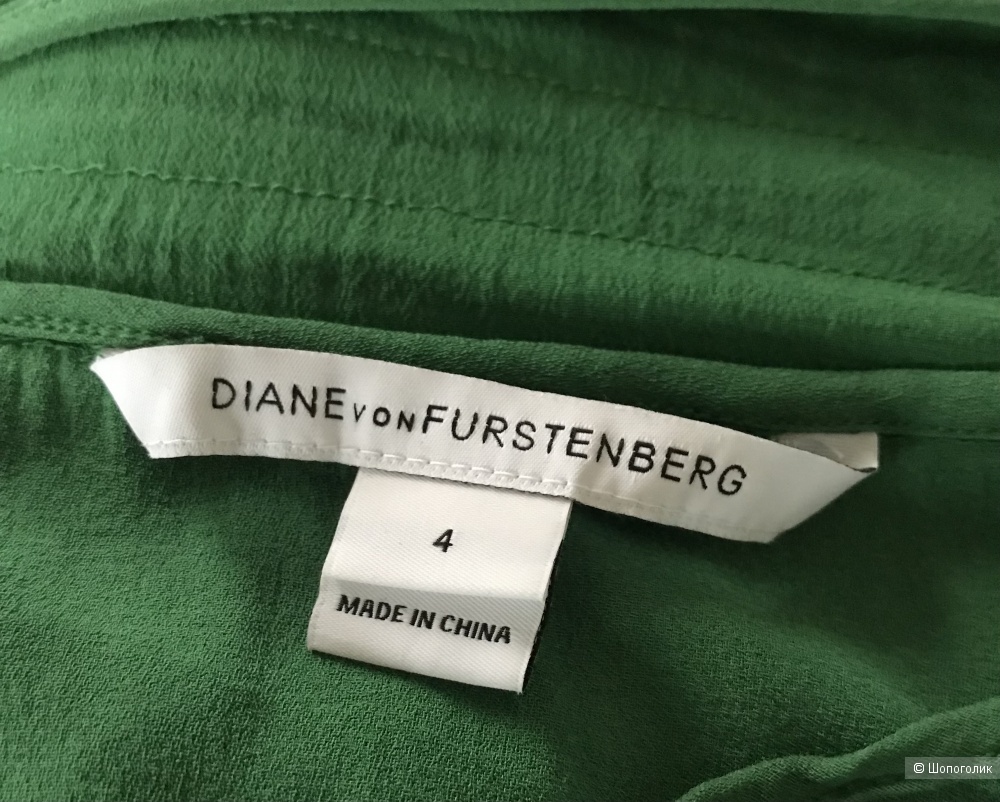 DIANE VON FURSTENBERG
4
MADE IN CHINA
© Шопоголик